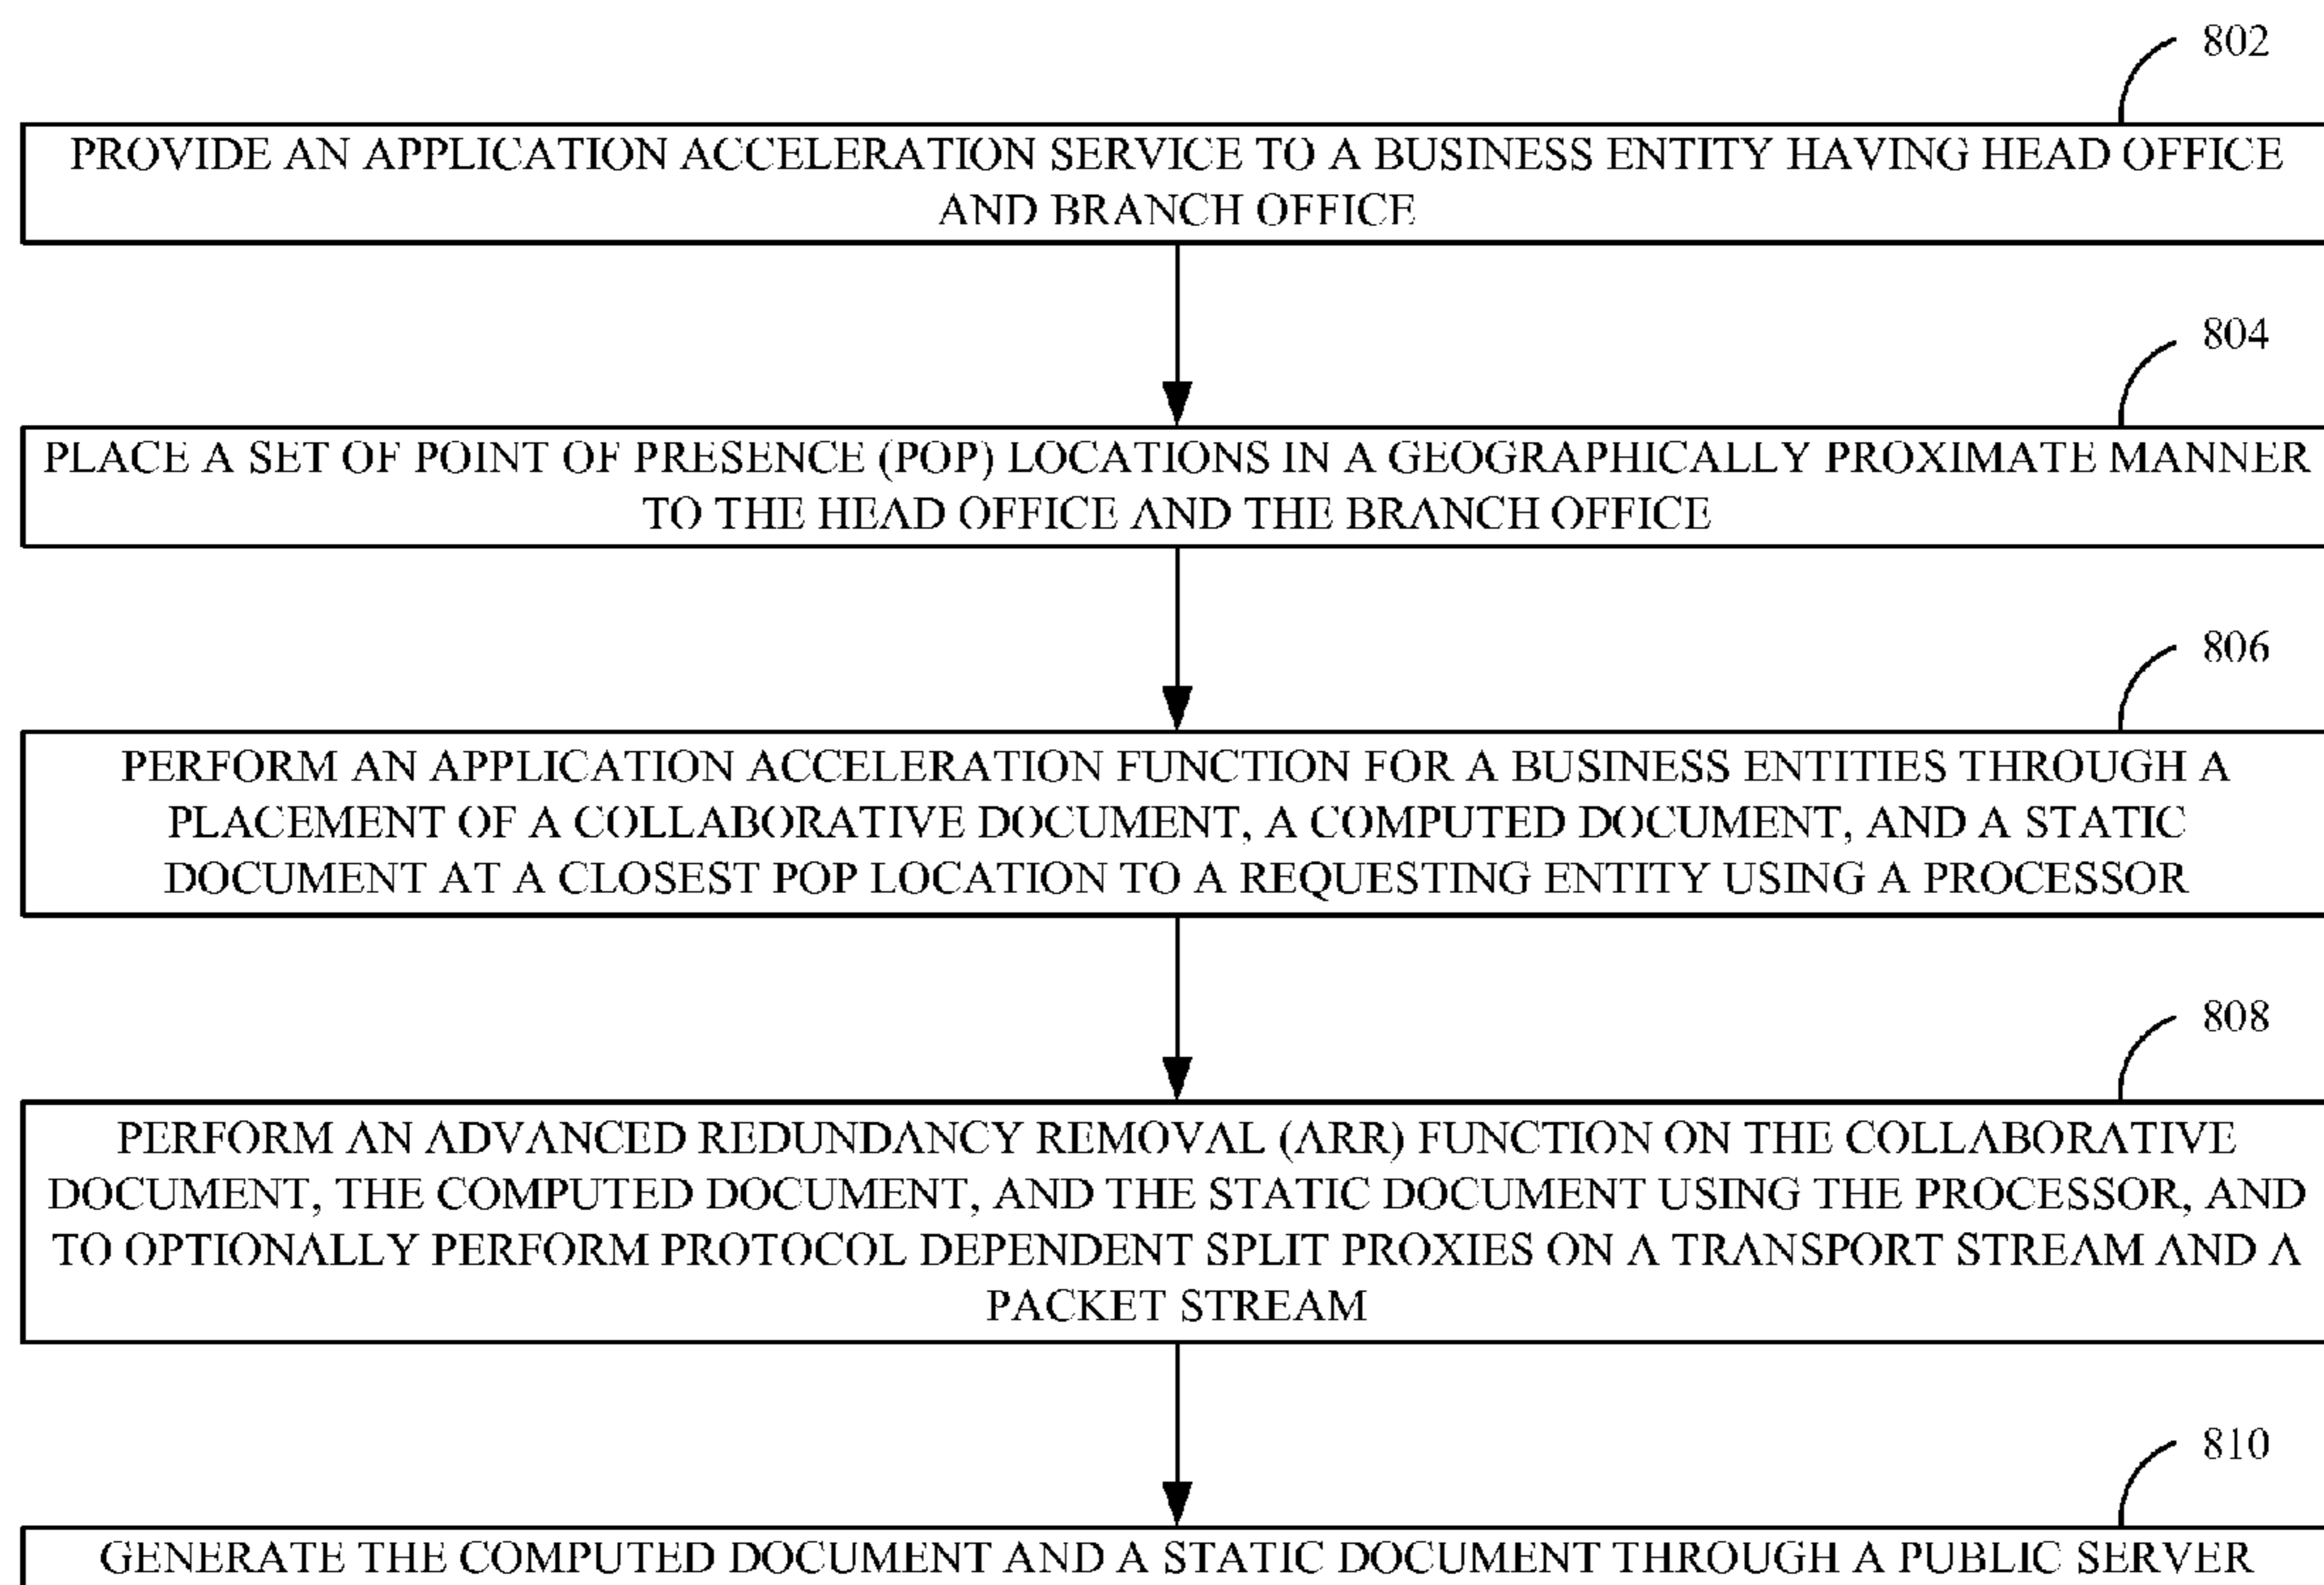 802
PROVIDE AN APPLICATION ACCELERATION SERVICE TO A BUSINESS ENTITY HAVING HEAD OFFICE
AND BRANCH OFFICE
804
PLACE A SET OF POINT OF PRESENCE (POP) LOCATIONS IN A GEOGRAPHICALLY PROXIMATE MANNER
TO THE HEAD OFFICE AND THE BRANCH OFFICE
806
PERFORM AN APPLICATION ACCELERATION FUNCTION FOR A BUSINESS ENTITIES THROUGH A
PLACEMENT OF A COLLABORATIVE DOCUMENT, A COMPUTED DOCUMENT, AND A STATIC
DOCUMENT AT A CLOSEST POP LOCATION TO A REQUESTING ENTITY USING A PROCESSOR
808
PERFORM AN ADVANCED REDUNDANCY REMOVAL (ARR) FUNCTION ON THE COLLABORATIVE
DOCUMENT, THE COMPUTED DOCUMENT, AND THE STATIC DOCUMENT USING THE PROCESSOR, AND
TO OPTIONALLY PERFORM PROTOCOL DEPENDENT SPLIT PROXIES ON A TRANSPORT STREAM AND A
PACKET STREAM
810
GENERATE THE COMPUTED DOCUMENT AND A STATIC DOCUMENT THROUGH A PUBLIC SERVER